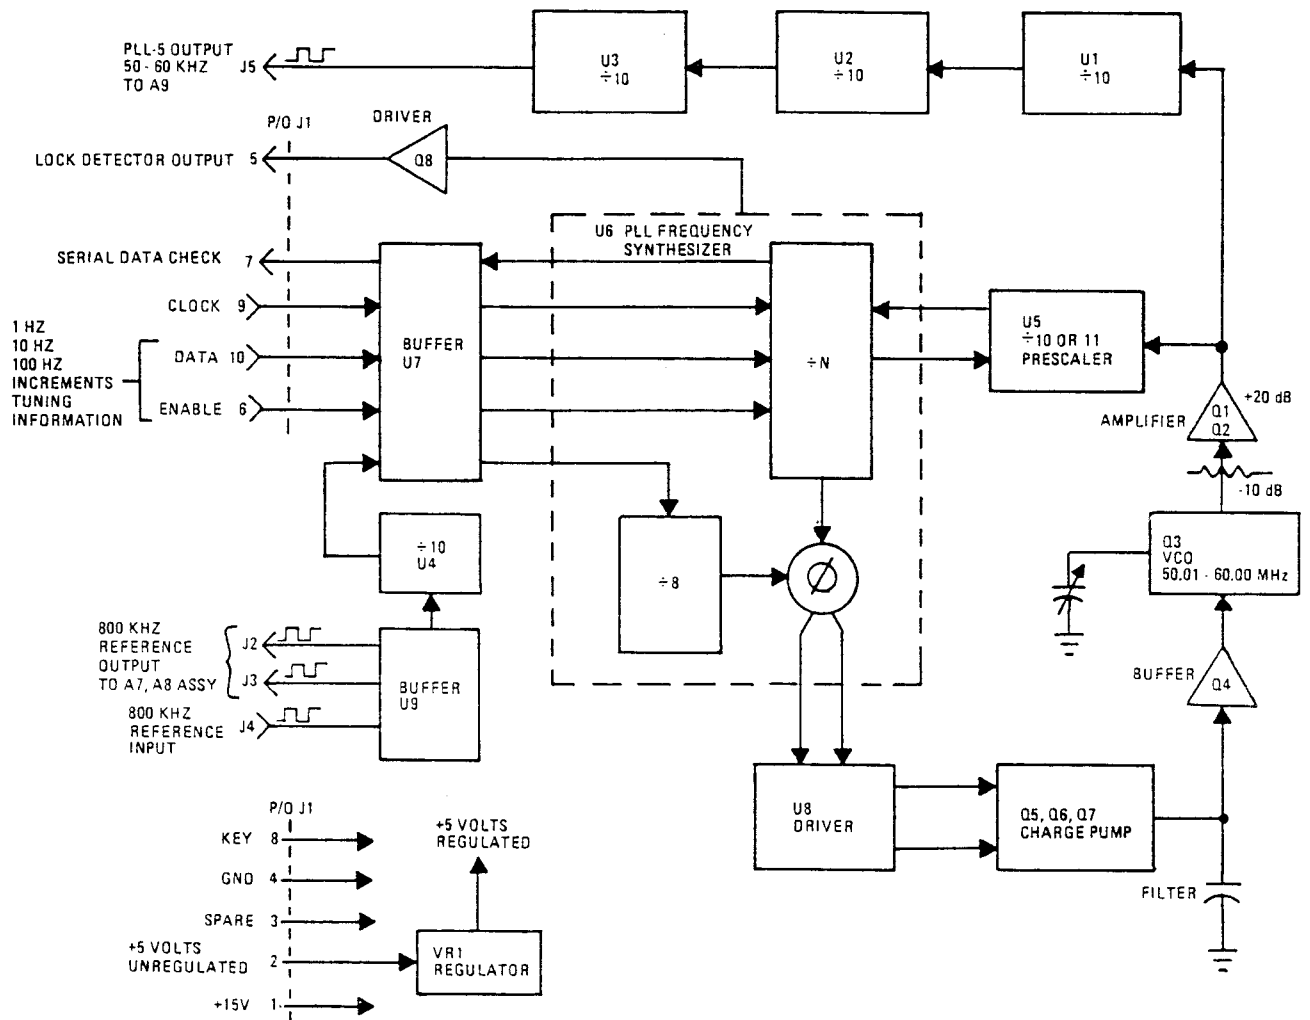 PLL-5 OUTPUT
50 - 60 KHZ
TO A9
J5
U3
÷10
U2
÷10
U1
÷10
P/O J1
DRIVER
Q8
LOCK DETECTOR OUTPUT 5
U6 PLL FREQUENCY
SYNTHESIZER
SERIAL DATA CHECK 7
CLOCK 9
1 HZ
10 HZ
100 HZ
INCREMENTS
TUNING
INFORMATION
DATA 10
ENABLE 6
BUFFER
U7
÷N
U5
÷10 OR 11
PRESCALER
+20 dB
AMPLIFIER
Q1
Q2
-10 dB
Q3
VCO
50.01 - 60.00 MHz
÷10
U4
÷8
Ø
800 KHZ
REFERENCE
OUTPUT
TO A7, A8 ASSY
J2
J3
800 KHZ
REFERENCE
INPUT
J4
BUFFER
U9
BUFFER
Q4
U8
DRIVER
Q5, Q6, Q7
CHARGE PUMP
FILTER
P/O J1
KEY 8
GND 4
SPARE 3
+5 VOLTS
UNREGULATED 2
+15V 1
+5 VOLTS
REGULATED
VR1
REGULATOR